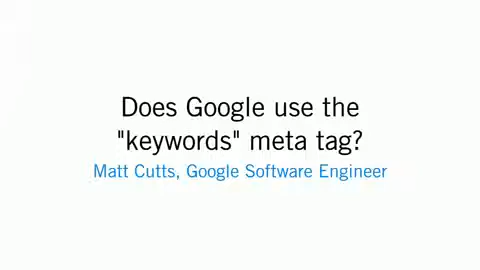 Does Google use the
"keywords" meta tag?
Matt Cutts, Google Software Engineer